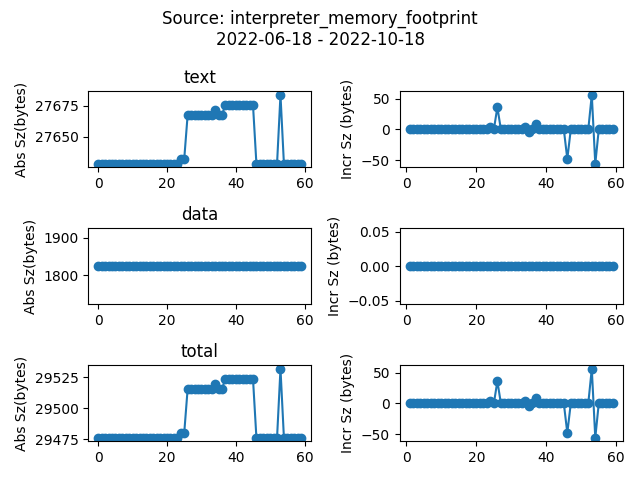 Source: interpreter_memory_footprint
2022-06-18 - 2022-10-18
text
Abs Sz(bytes)
27675
27650
0 20 40 60
Incr Sz (bytes)
50
0
−50
0 20 40 60
data
Abs Sz(bytes)
1900
1800
0 20 40 60
Incr Sz (bytes)
0.05
0.00
−0.05
0 20 40 60
total
Abs Sz(bytes)
29525
29500
29475
0 20 40 60
Incr Sz (bytes)
50
0
−50
0 20 40 60